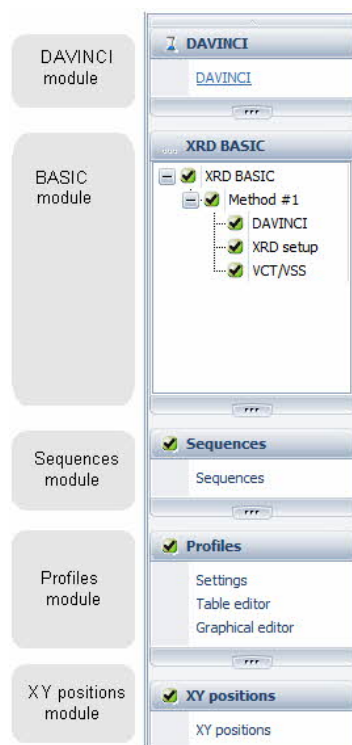 DAVINCI
module
DAVINCI
DAVINCI
BASIC
module
XRD BASIC
XRD BASIC
Method #1
DAVINCI
XRD setup
VCT/VSS
Sequences
module
Sequences
Sequences
Profiles
module
Profiles
Settings
Table editor
Graphical editor
XY positions
module
XY positions
XY positions